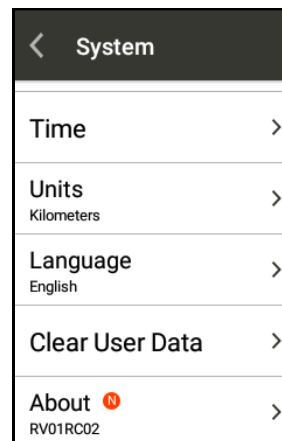 System
Time
Units
Kilometers
Language
English
Clear User Data
About N
RV01RC02